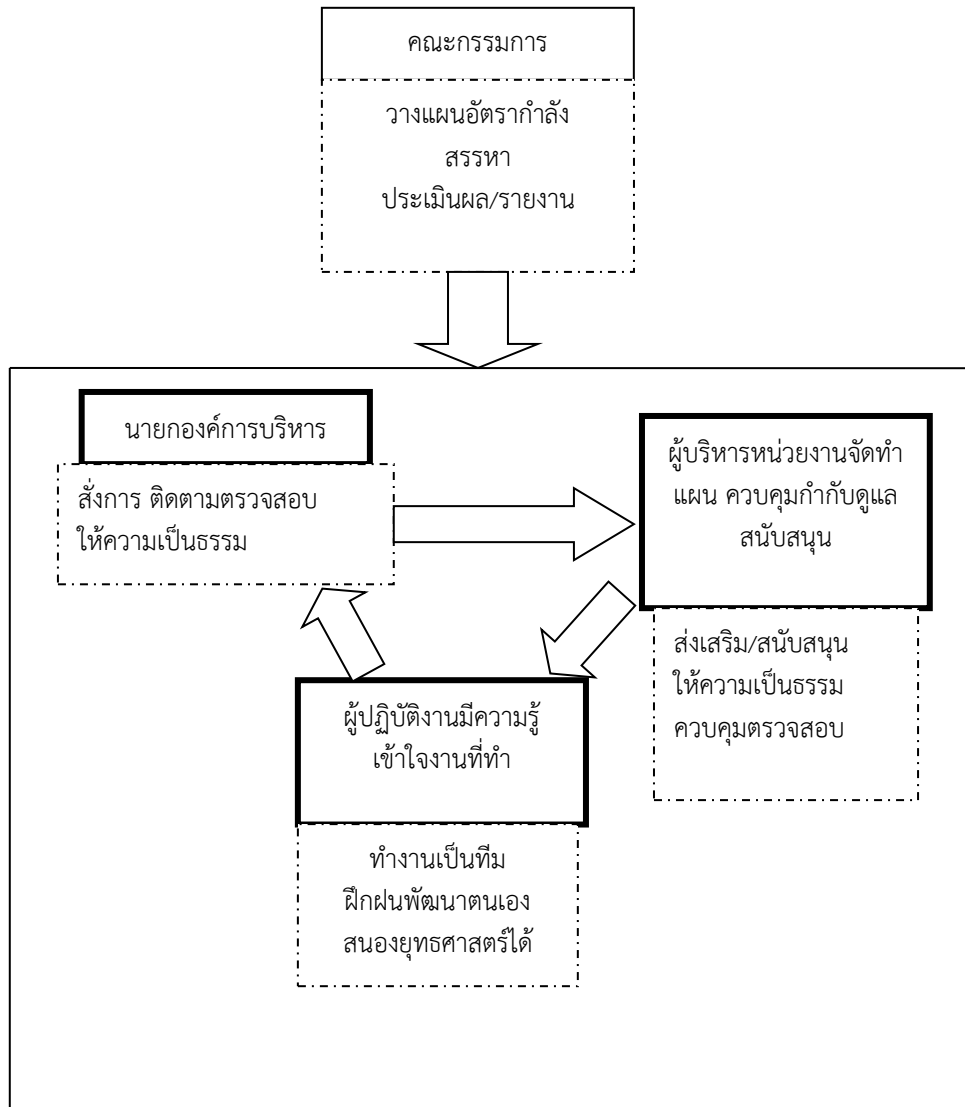 คณะกรรมการ
วางแผนอัตรากำลัง
สรรหา
ประเมินผล/รายงาน
นายกองค์การบริหาร
สั่งการ ติดตามตรวจสอบ
ให้ความเป็นธรรม
ผู้บริหารหน่วยงานจัดทำ
แผน ควบคุมกำกับดูแล
สนับสนุน
ส่งเสริม/สนับสนุน
ให้ความเป็นธรรม
ควบคุมตรวจสอบ
ผู้ปฏิบัติงานมีความรู้
เข้าใจงานที่ทำ
ทำงานเป็นทีม
ฝึกฝนพัฒนาตนเอง
สนองยุทธศาสตร์ได้